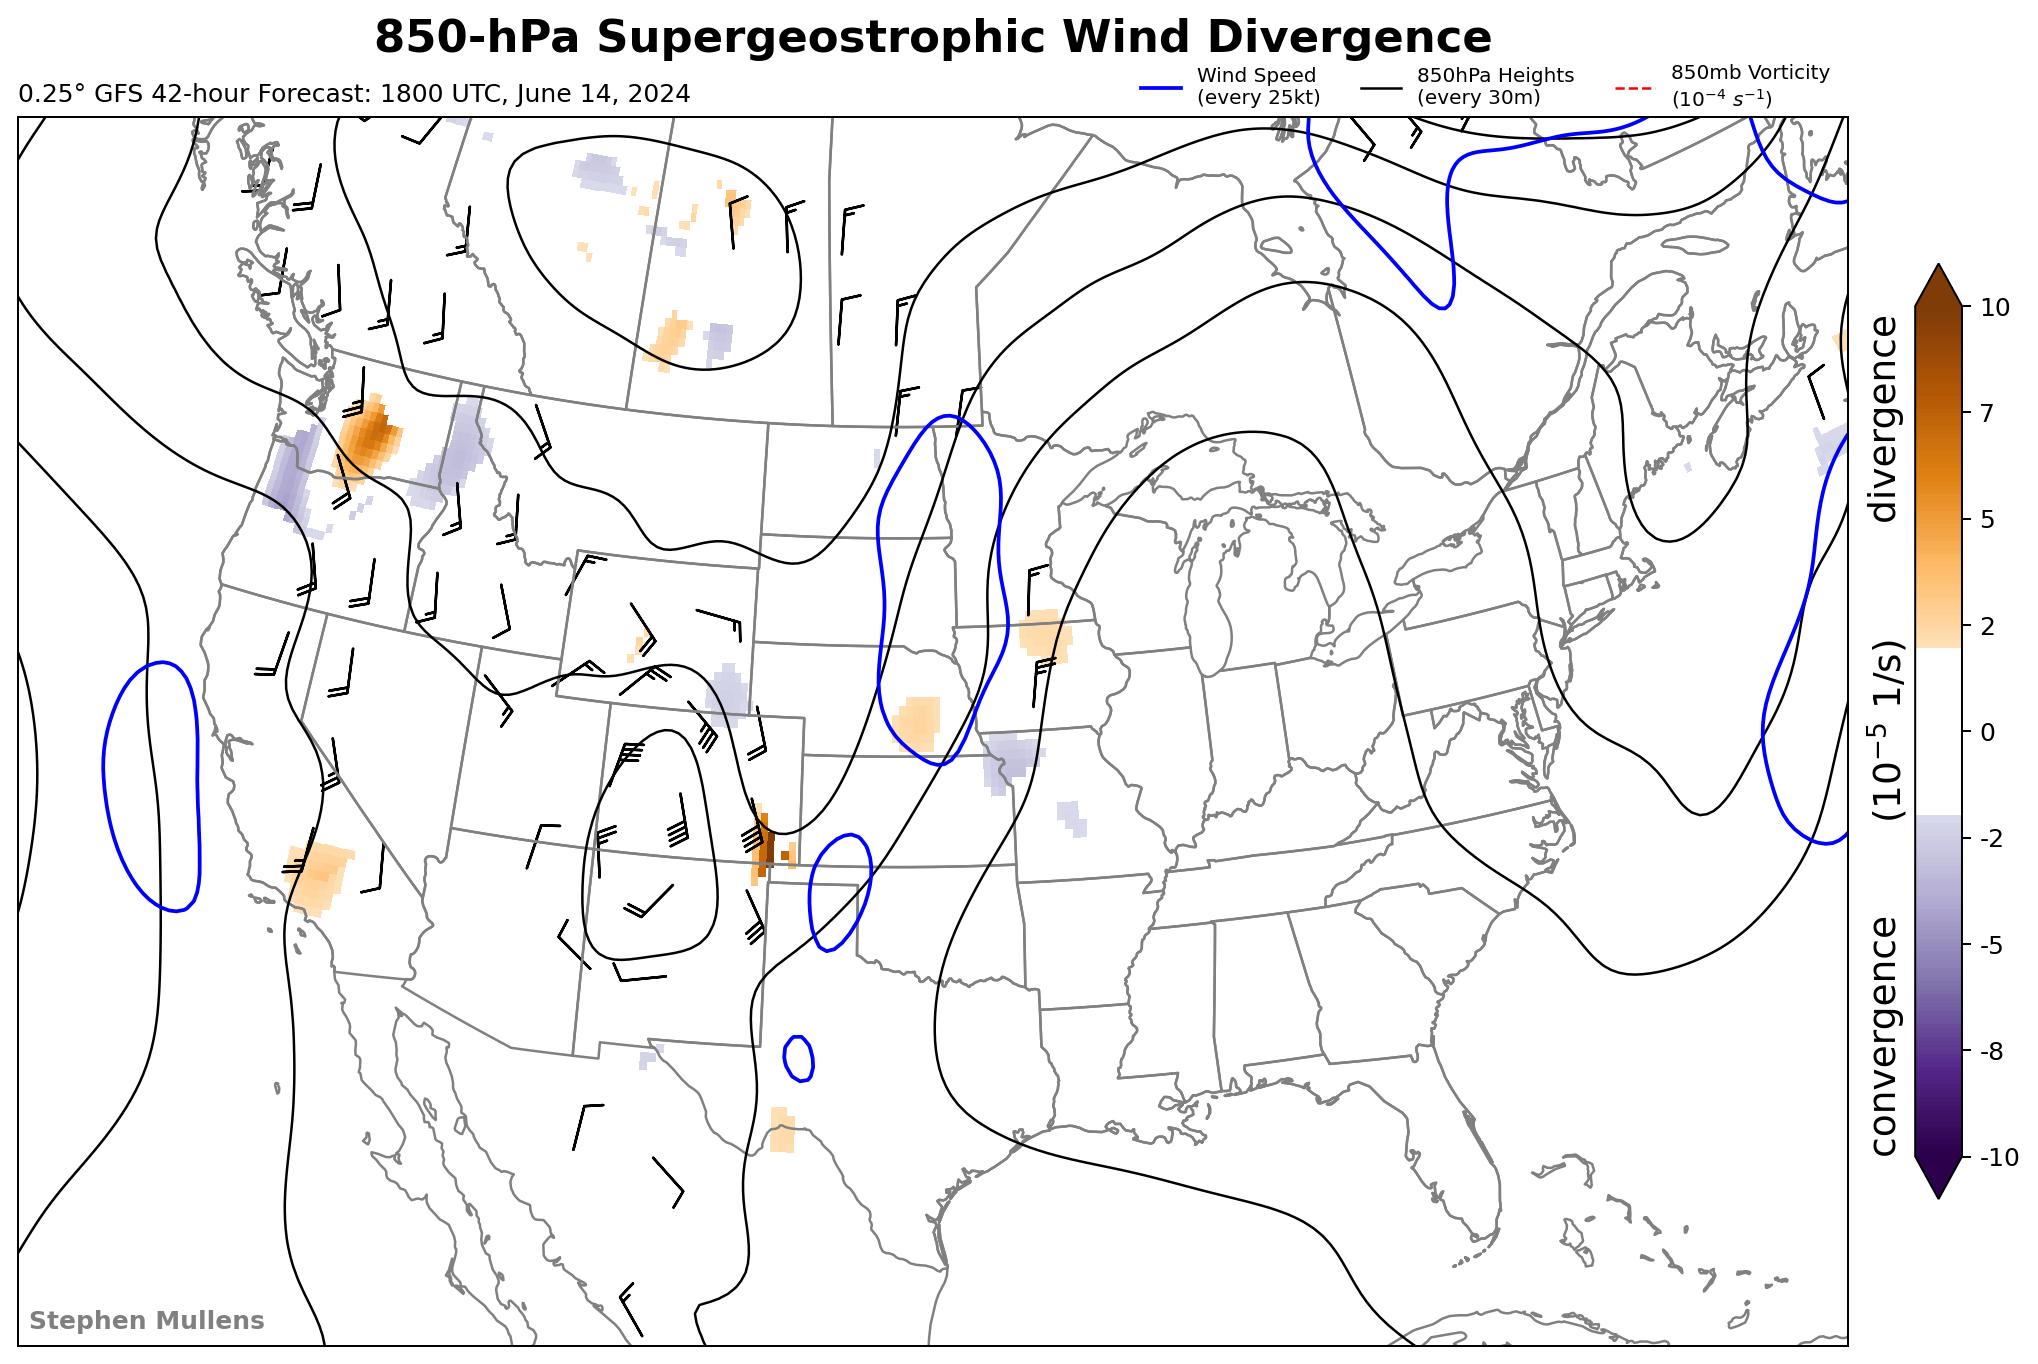 850-hPa Supergeostrophic Wind Divergence
0.25° GFS 42-hour Forecast: 1800 UTC, June 14, 2024
Wind Speed
(every 25kt)
850hPa Heights
(every 30m)
850mb Vorticity
(10⁻⁴ s⁻¹)
10
7
5
2
0
-2
-5
-8
-10
convergence (10⁻⁵ 1/s) divergence
Stephen Mullens